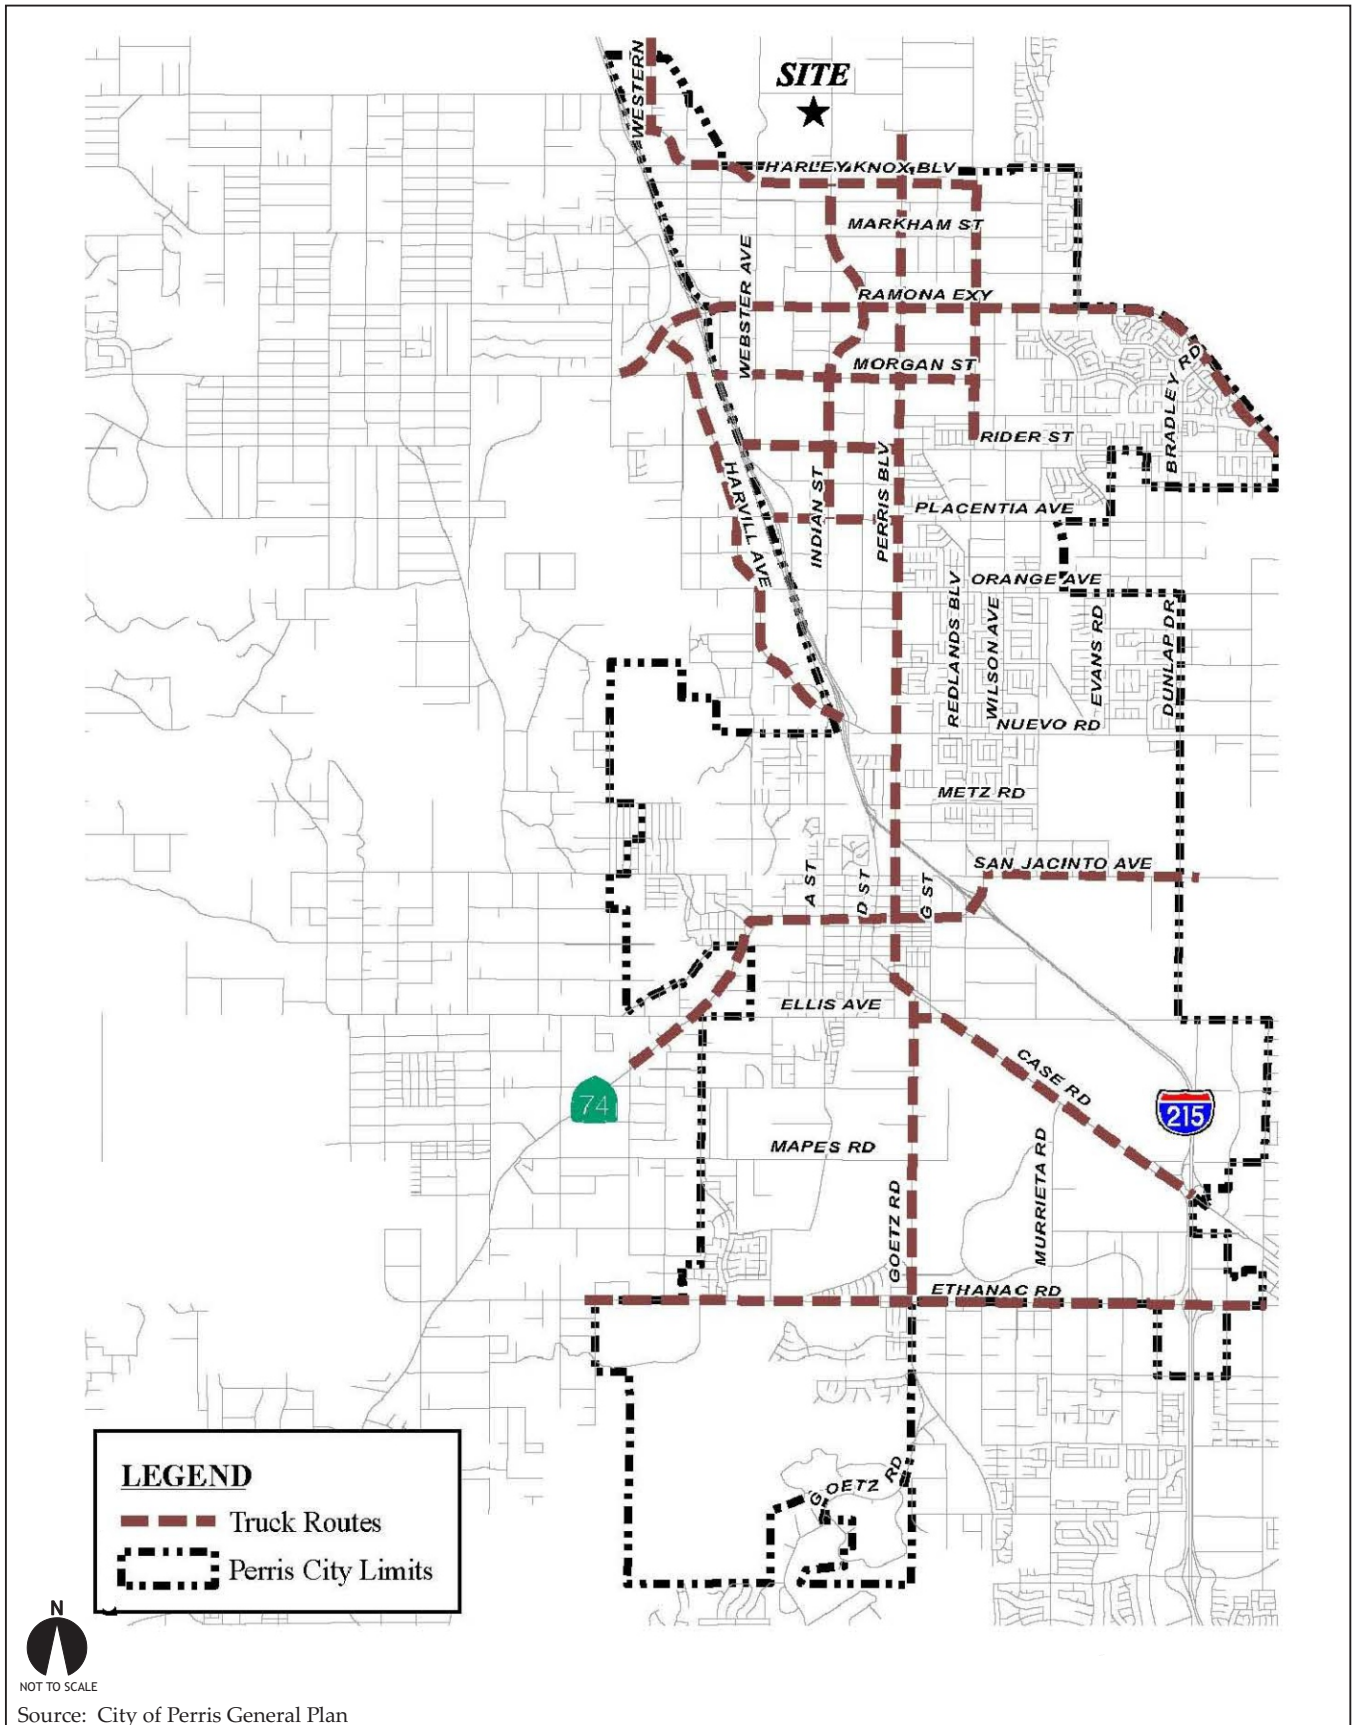 SITE
WESTERN
HARLEY KNOX BLV
MARKHAM ST
WEBSTER AVE
RAMONA EXY
MORGAN ST
BRADLEY RD
RIDER ST
HARVILL AVE
INDIAN ST
PERRIS BLV
PLACENTIA AVE
ORANGE AVE
REDLANDS BLV
WILSON AVE
EVANS RD
DUNLAP DR
NUEVO RD
METZ RD
SAN JACINTO AVE
A ST
D ST
G ST
ELLIS AVE
CASE RD
74
215
MAPES RD
MURRIETA RD
GOETZ RD
ETHANAC RD
GOETZ RD
LEGEND
Truck Routes
Perris City Limits
N
NOT TO SCALE
Source: City of Perris General Plan